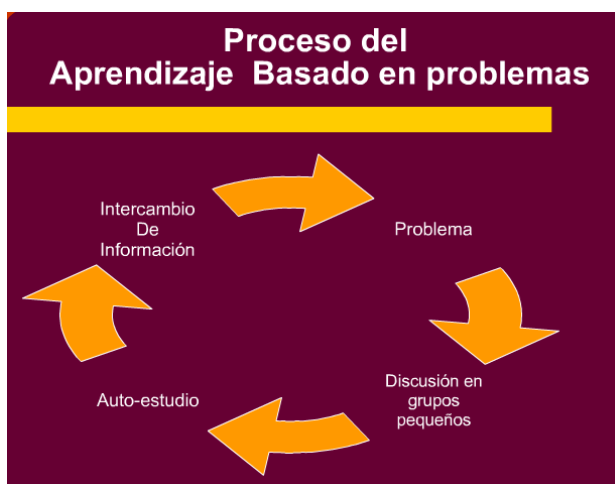 Proceso del
Aprendizaje Basado en problemas
Intercambio
De
Información
Problema
Discusión en
grupos
pequeños
Auto-estudio